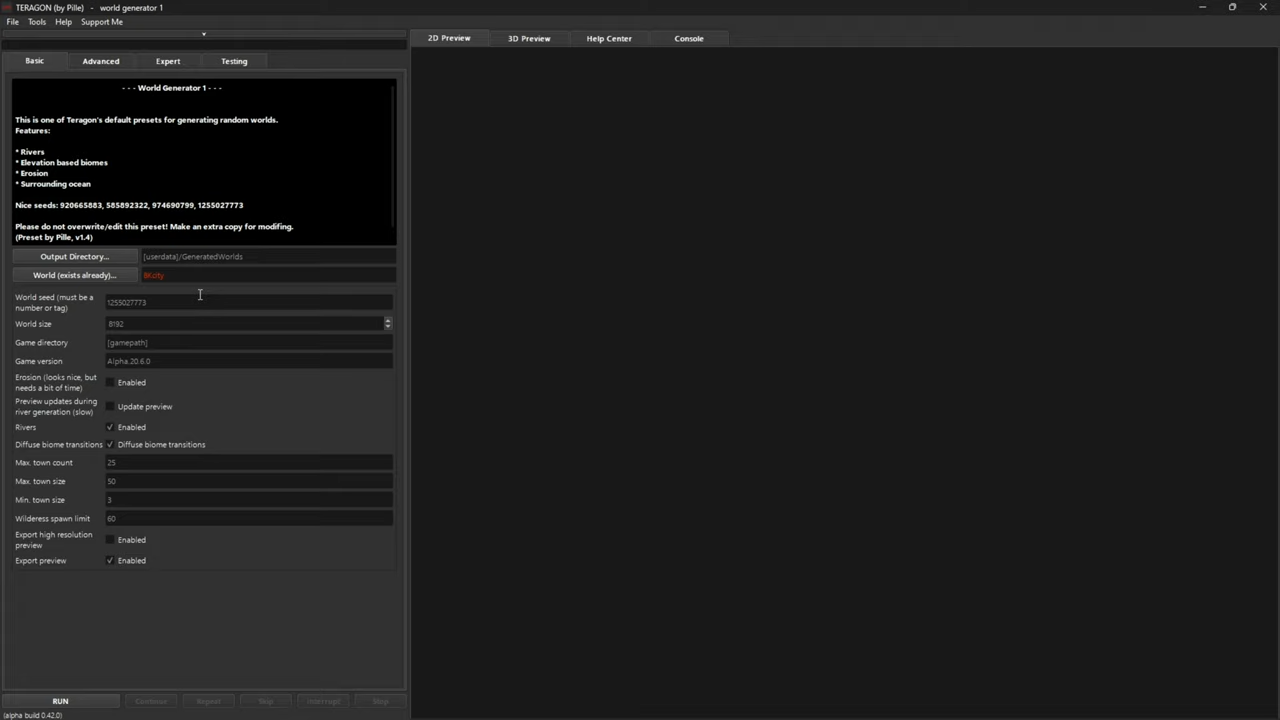 TERAGON (by Pille) - world generator 1
File Tools Help Support Me
2D Preview 3D Preview Help Center Console
Basic Advanced Expert Testing
- - - World Generator 1 - - -
This is one of Teragon's default presets for generating random worlds.
Features:
* Rivers
* Elevation based biomes
* Erosion
* Surrounding ocean
Nice seeds: 920665883, 585892322, 974690799, 1255027773
Please do not overwrite/edit this preset! Make an extra copy for modifing.
(Preset by Pille, v1.4)
Output Directory... [userdata]/GeneratedWorlds
World (exists already)... BKcity
World seed (must be a
number or tag) 1255027773
World size 8192
Game directory [gamepath]
Game version Alpha.20.6.0
Erosion (looks nice, but
needs a bit of time) Enabled
Preview updates during
river generation (slow) Update preview
Rivers Enabled
Diffuse biome transitions Diffuse biome transitions
Max. town count 25
Max. town size 50
Min. town size 3
Wilderess spawn limit 60
Export high resolution
preview Enabled
Export preview Enabled
RUN Continue Repeat Skip Interrupt Stop
(alpha build 0.42.0)